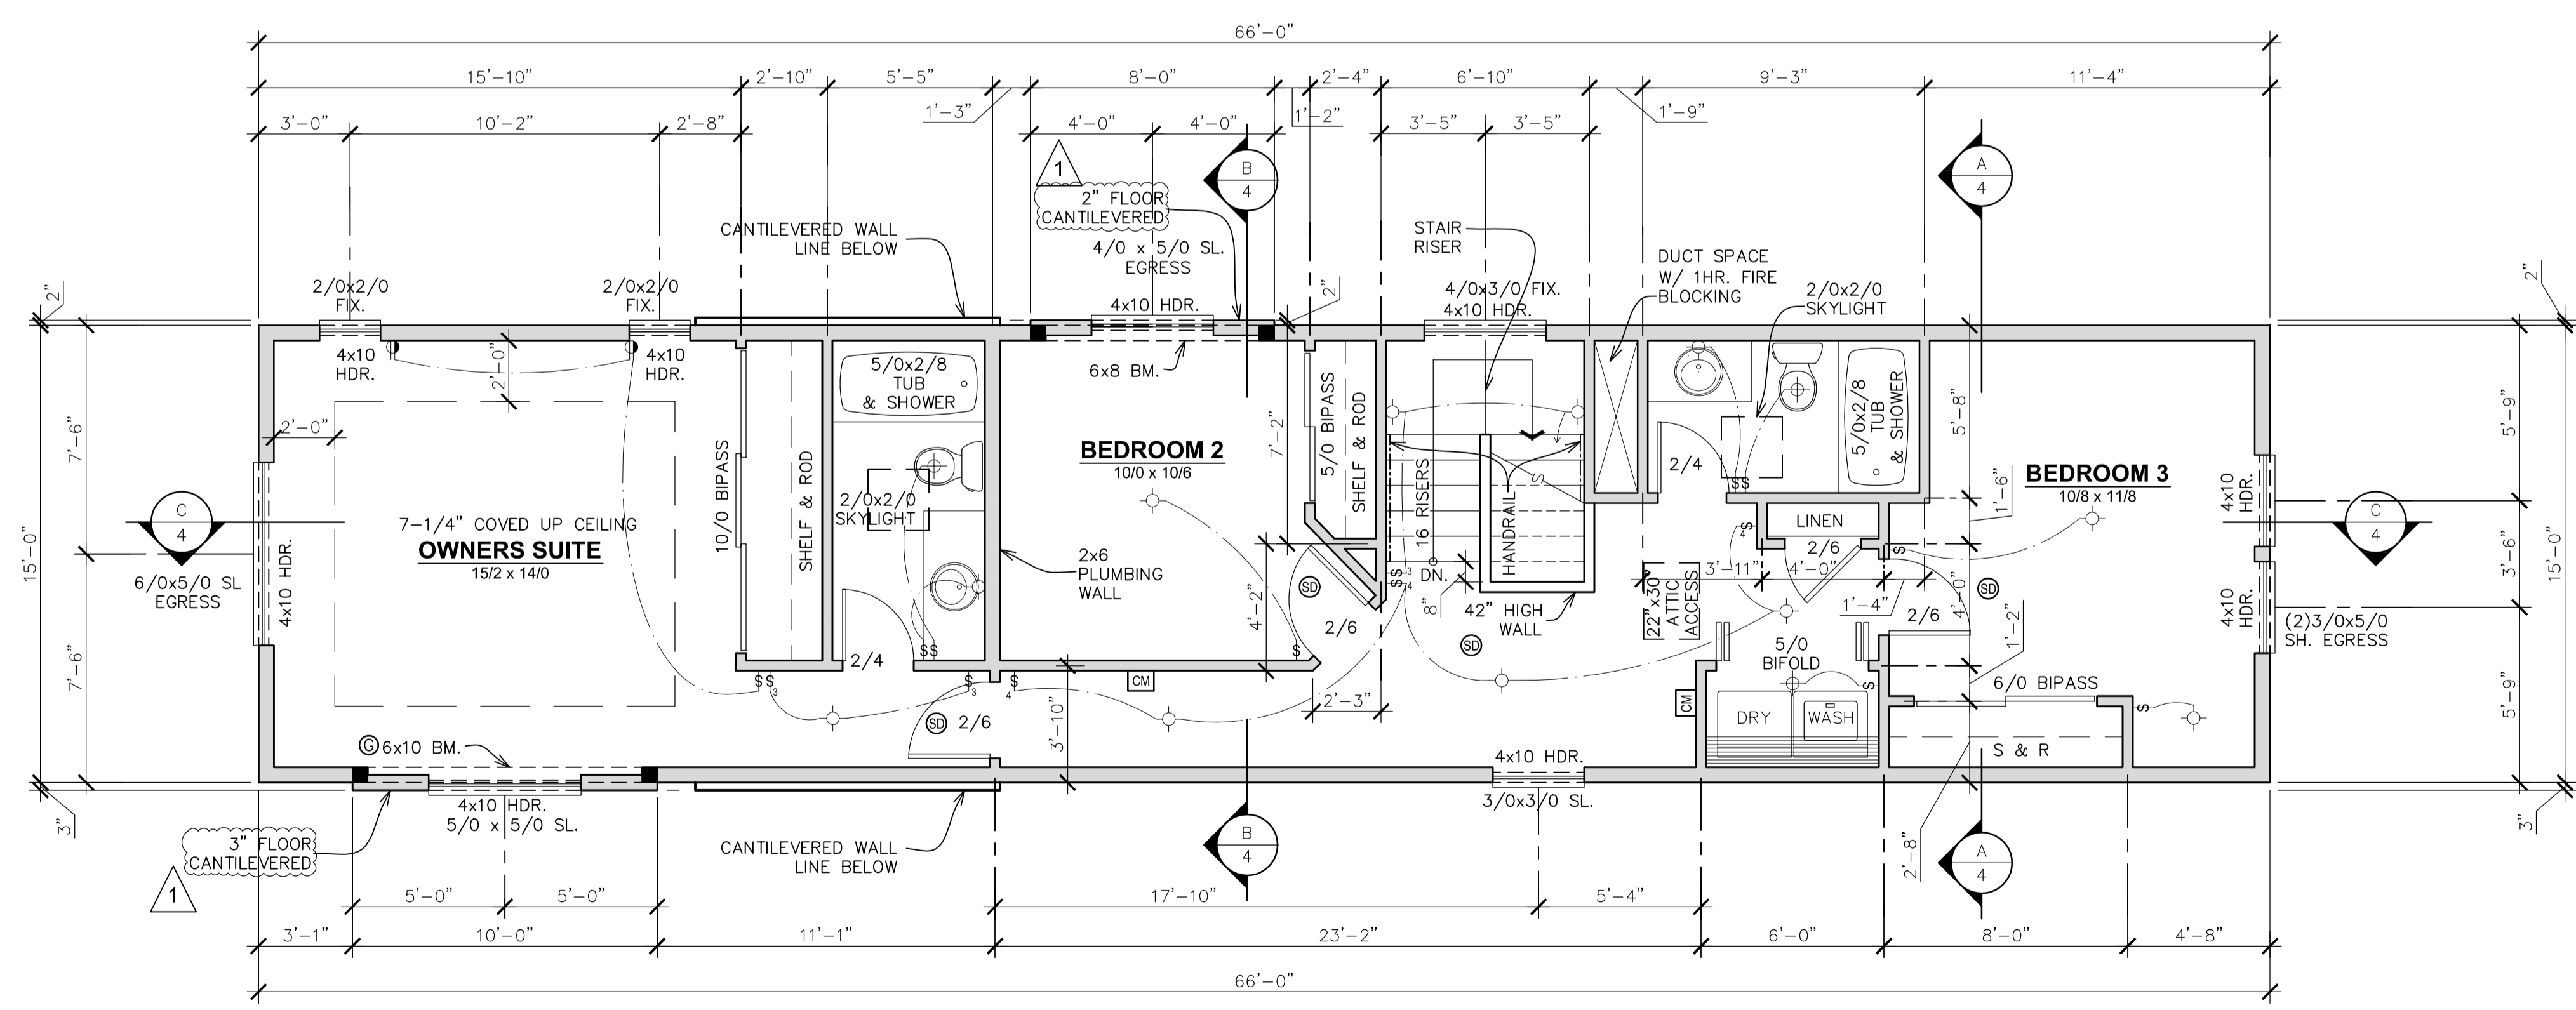 66'-0"
15'-10"
2'-10"
5'-5"
1'-3"
8'-0"
1'-2"
2'-4"
6'-10"
1'-9"
9'-3"
11'-4"
3'-0"
10'-2"
2'-8"
4'-0"
4'-0"
3'-5"
3'-5"
1
2" FLOOR
CANTILEVERED
B
4
A
4
CANTILEVERED WALL
LINE BELOW
4/0 x 5/0 SL.
EGRESS
STAIR
RISER
DUCT SPACE
W/ 1HR. FIRE
BLOCKING
2/0x2/0
SKYLIGHT
2"
2/0x2/0
FIX.
2/0x2/0
FIX.
4x10 HDR.
2"
4/0x3/0 FIX.
4x10 HDR.
2"
4x10
HDR.
4x10
HDR.
2'-0"
2'-0"
5/0x2/8
TUB
& SHOWER
6x8 BM.
5/0 BIPASS
SHELF & ROD
7'-2"
5/0x2/8
TUB
& SHOWER
5'-8"
5'-9"
7'-6"
15'-0"
C
4
7-1/4" COVED UP CEILING
OWNERS SUITE
15/2 x 14/0
10/0 BIPASS
SHELF & ROD
2/0x2/0
SKYLIGHT
BEDROOM 2
10/0 x 10/6
16 RISERS
HANDRAIL
S
2/4
$$
1'-6"
BEDROOM 3
10/8 x 11/8
4x10
HDR.
C
4
LINEN
2/6
$
4
$
6/0x5/0 SL
EGRESS
4x10 HDR.
2x6
PLUMBING
WALL
SD
4'-2"
2/6
$$
3
4
DN.
8"
42" HIGH
WALL
22"x30"
ATTIC
ACCESS
3'-11"
4'-0"
1'-4"
4'-0"
SD
2/6
1'-2"
3'-6"
15'-0"
4x10
HDR.
(2)3/0x5/0
SH. EGRESS
7'-6"
2/4
$$
$
SD
5/0
BIFOLD
$$
3
$
3
$
4
CM
2'-3"
CM
$
DRY
WASH
6/0 BIPASS
$
S & R
5'-9"
SD
2/6
3'-10"
G
6x10 BM.
4x10 HDR.
3/0x3/0 SL.
3"
4x10 HDR.
5/0 x 5/0 SL.
3"
3" FLOOR
CANTILEVERED
1
CANTILEVERED WALL
LINE BELOW
B
4
2'-8"
A
4
5'-0"
5'-0"
17'-10"
5'-4"
3'-1"
10'-0"
11'-1"
23'-2"
6'-0"
8'-0"
4'-8"
66'-0"